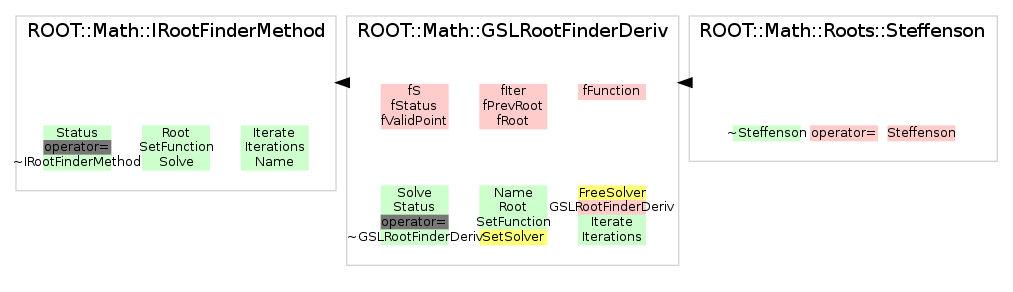 ROOT::Math::IRootFinderMethod
Status Root Iterate
operator= SetFunction Iterations
~IRootFinderMethod Solve Name
ROOT::Math::GSLRootFinderDeriv
fS fIter fFunction
fStatus fPrevRoot
fValidPoint fRoot
Solve Name FreeSolver
Status Root GSLRootFinderDeriv
operator= SetFunction Iterate
~GSLRootFinderDeriv SetSolver Iterations
ROOT::Math::Roots::Steffenson
~Steffenson operator= Steffenson